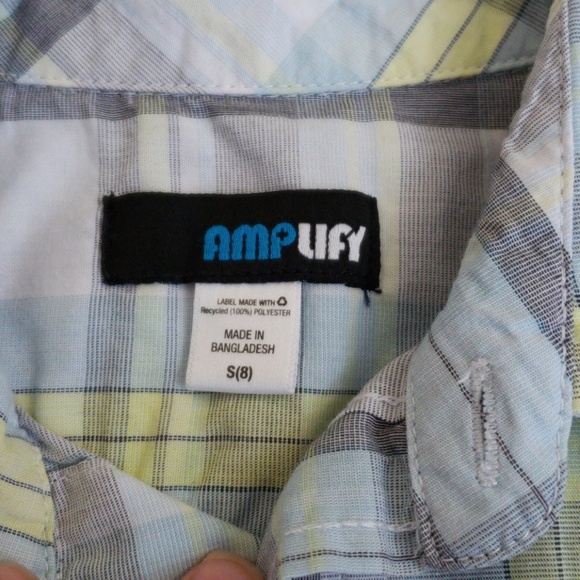 AMPLIFY
LABEL MADE WITH
Recycled (100%) POLYESTER
MADE IN
BANGLADESH
S(8)